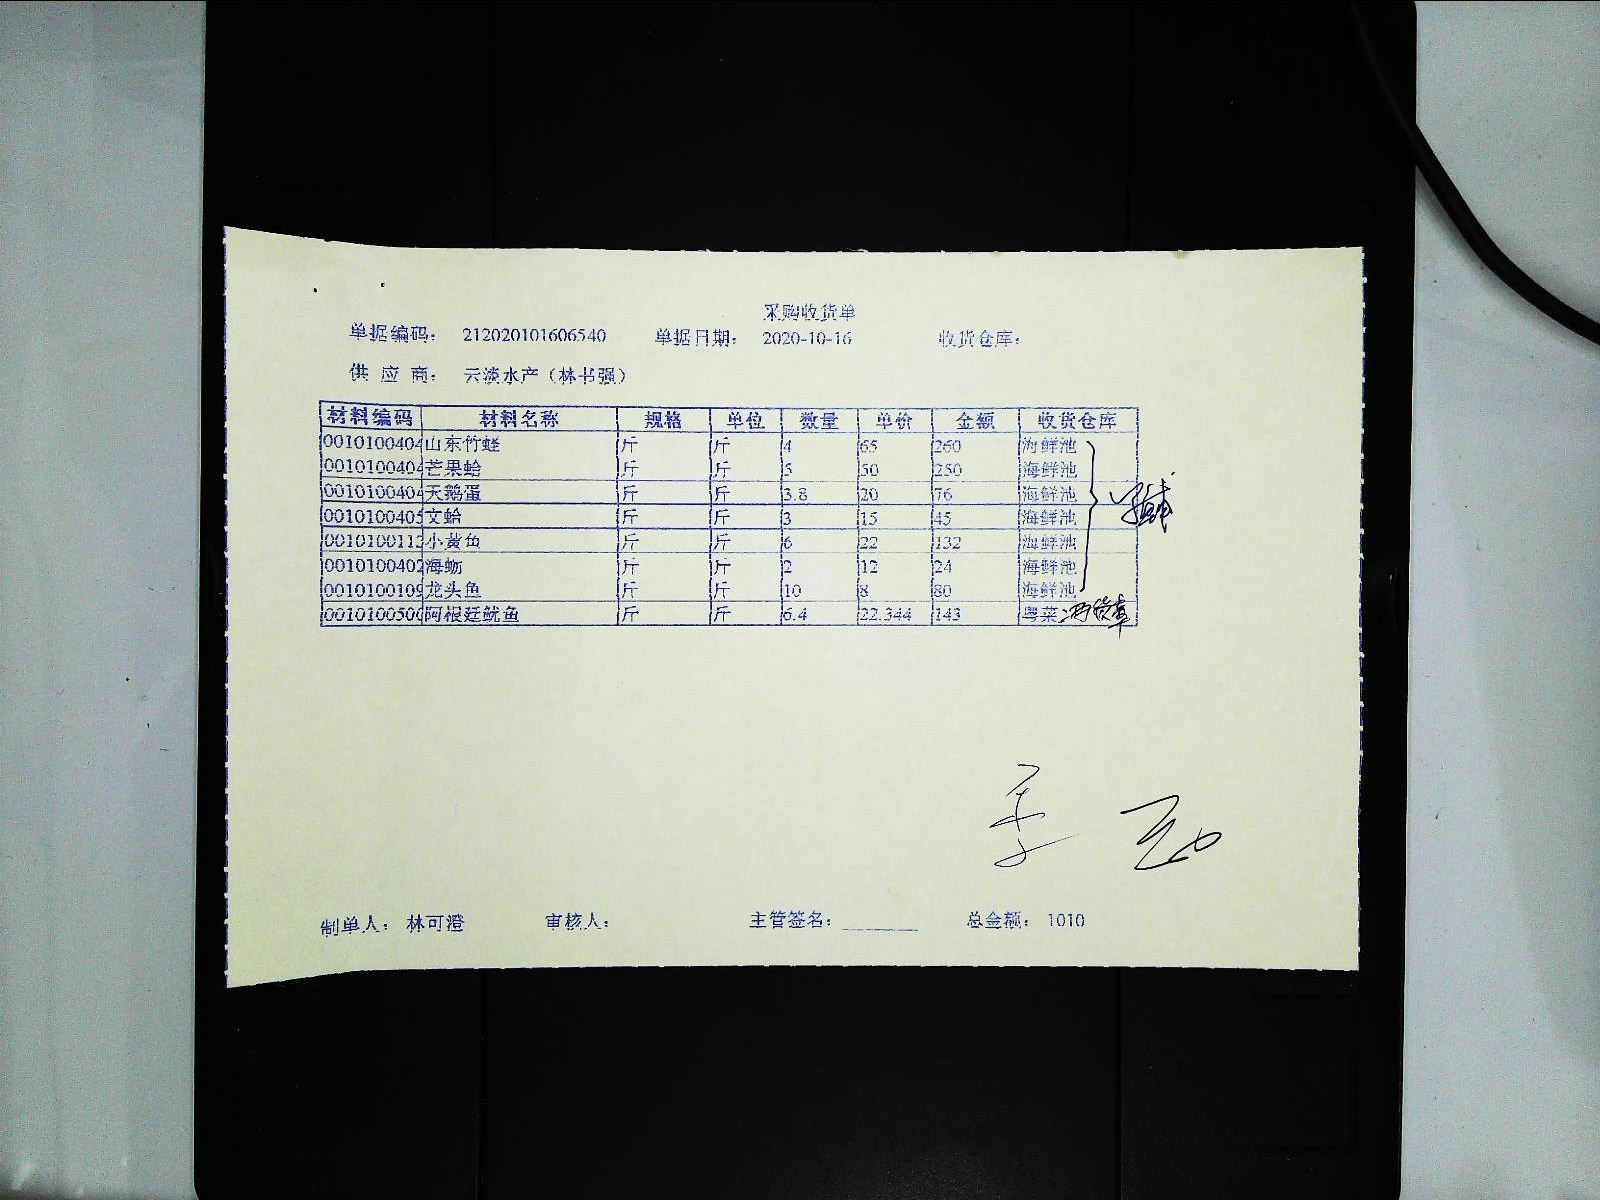 采购收货单
单据编码： 212020101606540 单据日期： 2020-10-16 收货仓库：
供 应 商： 云淡水产（林书强）
材料编码 材料名称 规格 单位 数量 单价 金额 收货仓库
0010100404 山东竹蛏 斤 斤 4 65 260 海鲜池
0010100404 芒果蛤 斤 斤 5 50 250 海鲜池
0010100404 天鹅蛋 斤 斤 3.8 20 76 海鲜池
0010100405 文蛤 斤 斤 3 15 45 海鲜池
0010100113 小黄鱼 斤 斤 6 22 132 海鲜池
0010100402 海蛎 斤 斤 2 12 24 海鲜池
0010100109 龙头鱼 斤 斤 10 8 80 海鲜池
0010100500 阿根廷鱿鱼 斤 斤 6.4 22.344 143 粤菜
制单人： 林可澄 审核人： 主管签名： 总金额： 1010